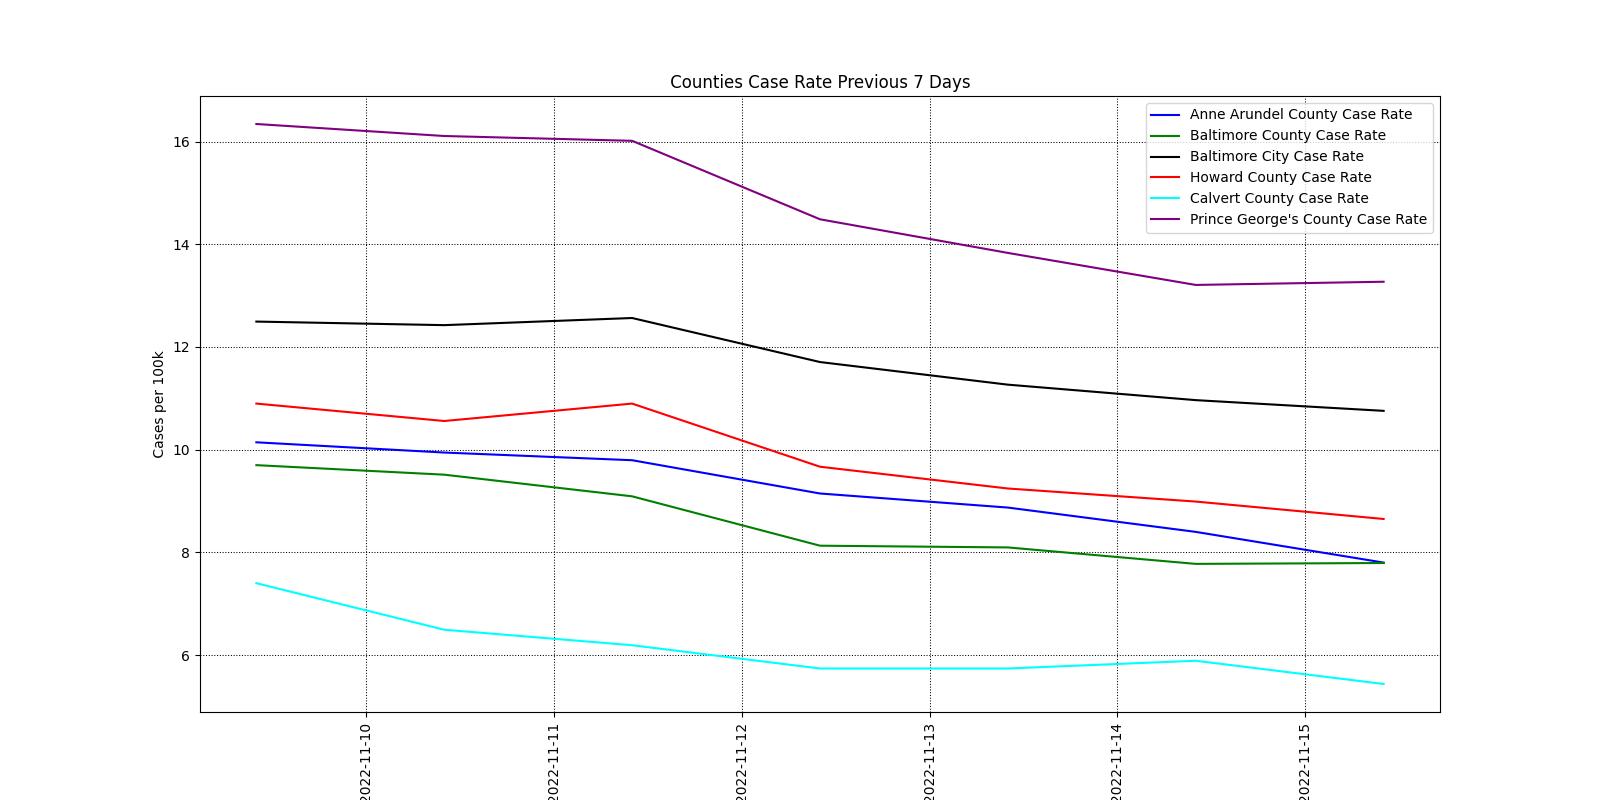 Counties Case Rate Previous 7 Days
Anne Arundel County Case Rate
Baltimore County Case Rate
Baltimore City Case Rate
Howard County Case Rate
Calvert County Case Rate
Prince George's County Case Rate
Cases per 100k
16
14
12
10
8
6
2022-11-10
2022-11-11
2022-11-12
2022-11-13
2022-11-14
2022-11-15